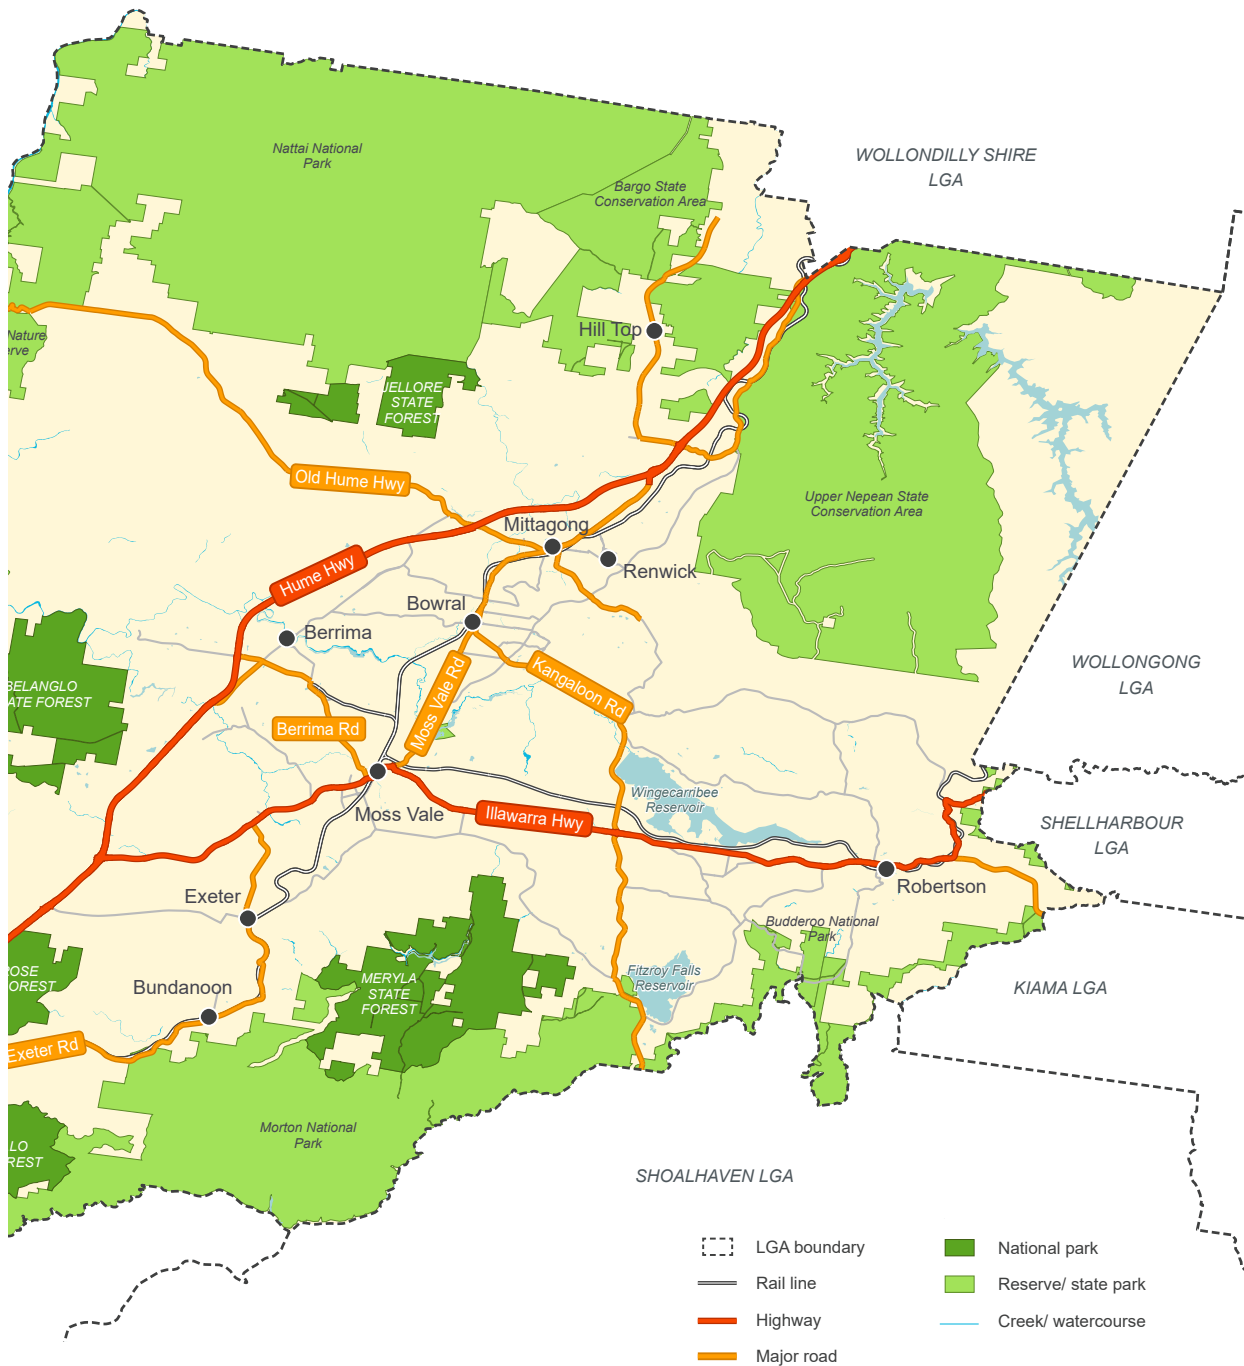 Nattai National
Park
WOLLONDILLY SHIRE
LGA
Bargo State
Conservation Area
Hill Top
Nature
erve
JELLORE
STATE
FOREST
Old Hume Hwy
Upper Nepean State
Conservation Area
Mittagong
Hume Hwy
Renwick
Bowral
Berrima
WOLLONGONG
LGA
BELANGLO
ATE FOREST
Moss Vale Rd
Kangaloon Rd
Berrima Rd
Wingecarribee
Reservoir
Moss Vale
Illawarra Hwy
SHELLHARBOUR
LGA
Robertson
Exeter
Budderoo National
Park
ROSE
OREST
MERYLA
STATE
FOREST
Fitzroy Falls
Reservoir
Bundanoon
KIAMA LGA
Exeter Rd
Morton National
Park
LO
REST
SHOALHAVEN LGA
LGA boundary
Rail line
Highway
Major road
National park
Reserve/ state park
Creek/ watercourse